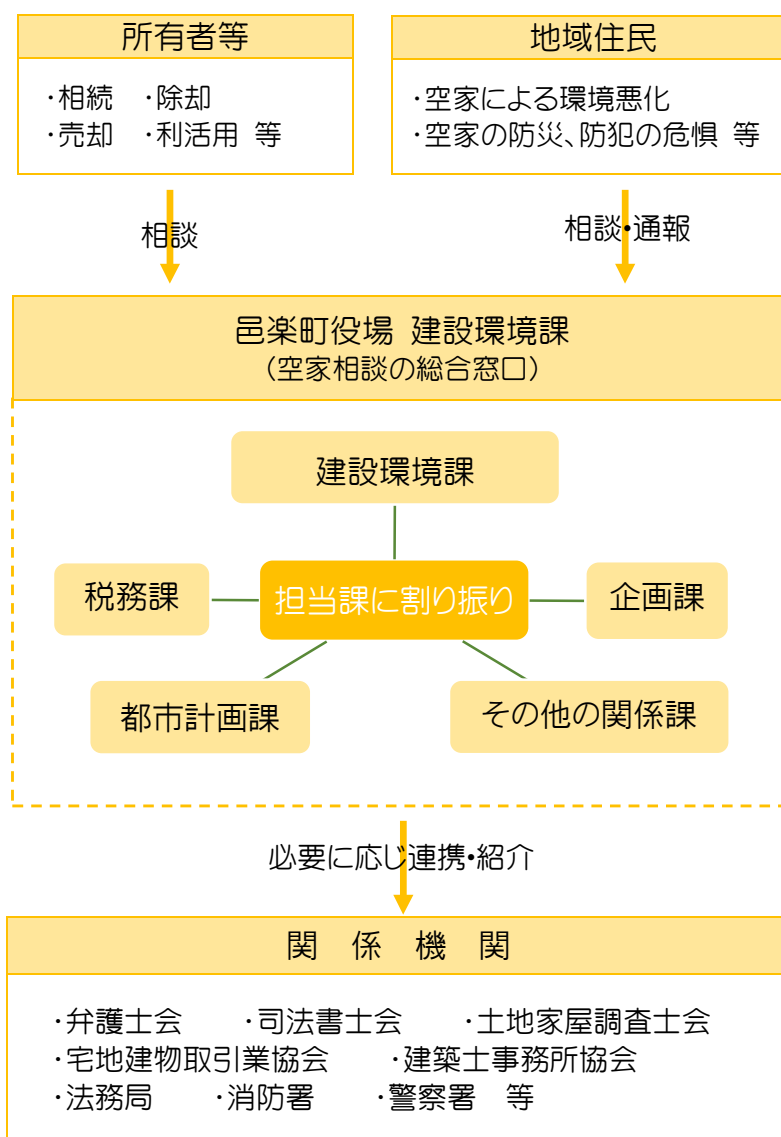 所有者等
・相続 ・除却
・売却 ・利活用 等
地域住民
・空家による環境悪化
・空家の防災、防犯の危惧 等
相談
相談・通報
邑楽町役場 建設環境課
（空家相談の総合窓口）
建設環境課
税務課
担当課に割り振り
企画課
都市計画課
その他の関係課
必要に応じ連携・紹介
関 係 機 関
・弁護士会 ・司法書士会 ・土地家屋調査士会
・宅地建物取引業協会 ・建築士事務所協会
・法務局 ・消防署 ・警察署 等